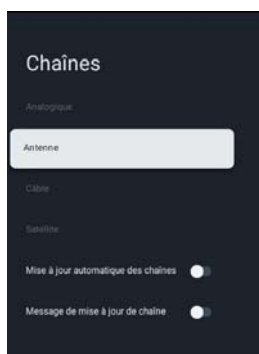 Chaînes
Analogique
Antenne
Câble
Satellite
Mise à jour automatique des chaînes
Message de mise à jour de chaîne